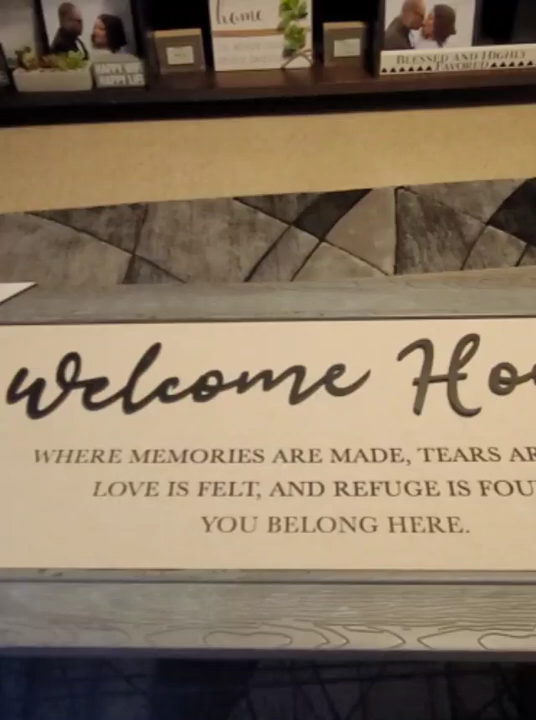 home
HAPPY WIFE
HAPPY LIFE
BLESSED AND HIGHLY
FAVORED
Welcome Ho
WHERE MEMORIES ARE MADE, TEARS AR
LOVE IS FELT, AND REFUGE IS FOU
YOU BELONG HERE.